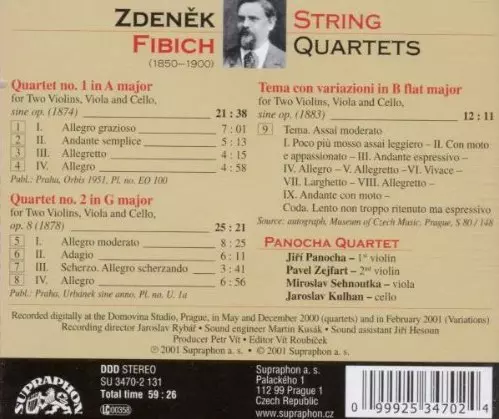 ZDENĚK
FIBICH
(1850–1900)
STRING
QUARTETS
Quartet no. 1 in A major
for Two Violins, Viola and Cello,
sine op. (1874) 21 : 38
1 I. Allegro grazioso 7 : 01
2 II. Andante semplice 5 : 13
3 III. Allegretto 4 : 15
4 IV. Allegro 4 : 58
Publ.: Praha, Orbis 1951, Pl. no. EO 100
Quartet no. 2 in G major
for Two Violins, Viola and Cello,
op. 8 (1878) 25 : 21
5 I. Allegro moderato 8 : 25
6 II. Adagio 6 : 11
7 III. Scherzo. Allegro scherzando 3 : 41
8 IV. Allegro 6 : 56
Publ.: Praha, Urbánek sine anno, Pl. no. U. 1a
Tema con variazioni in B flat major
for Two Violins, Viola and Cello,
sine op. (1883) 12 : 11
9 Tema. Assai moderato
I. Poco più mosso assai leggiero – II. Con moto
e appassionato – III. Andante espressivo –
IV. Allegro – V. Allegretto –VI. Vivace –
VII. Larghetto – VIII. Allegretto –
IX. Andante con moto –
Coda. Lento non troppo ritenuto ma espressivo
Source: autograph, Museum of Czech Music, Prague, S 80 / 148
PANOCHA QUARTET
Jiří Panocha – 1st violin
Pavel Zejfart – 2nd violin
Miroslav Sehnoutka – viola
Jaroslav Kulhan – cello
Recorded digitally at the Domovina Studio, Prague, in May and December 2000 (quartets) and in February 2001 (Variations)
Recording director Jaroslav Rybář • Sound engineer Martin Kusák • Sound assistant Jiří Hesoun
Producer Petr Vít • Editor Vít Roubíček
℗ 2001 Supraphon a. s. • © 2001 Supraphon a. s.
SUPRAPHON
DDD STEREO
SU 3470-2 131
Total time 59 : 26
LC 00358
Supraphon a. s.
Palackého 1
112 99 Prague 1
Czech Republic
www.supraphon.cz
0 99925 34702 4